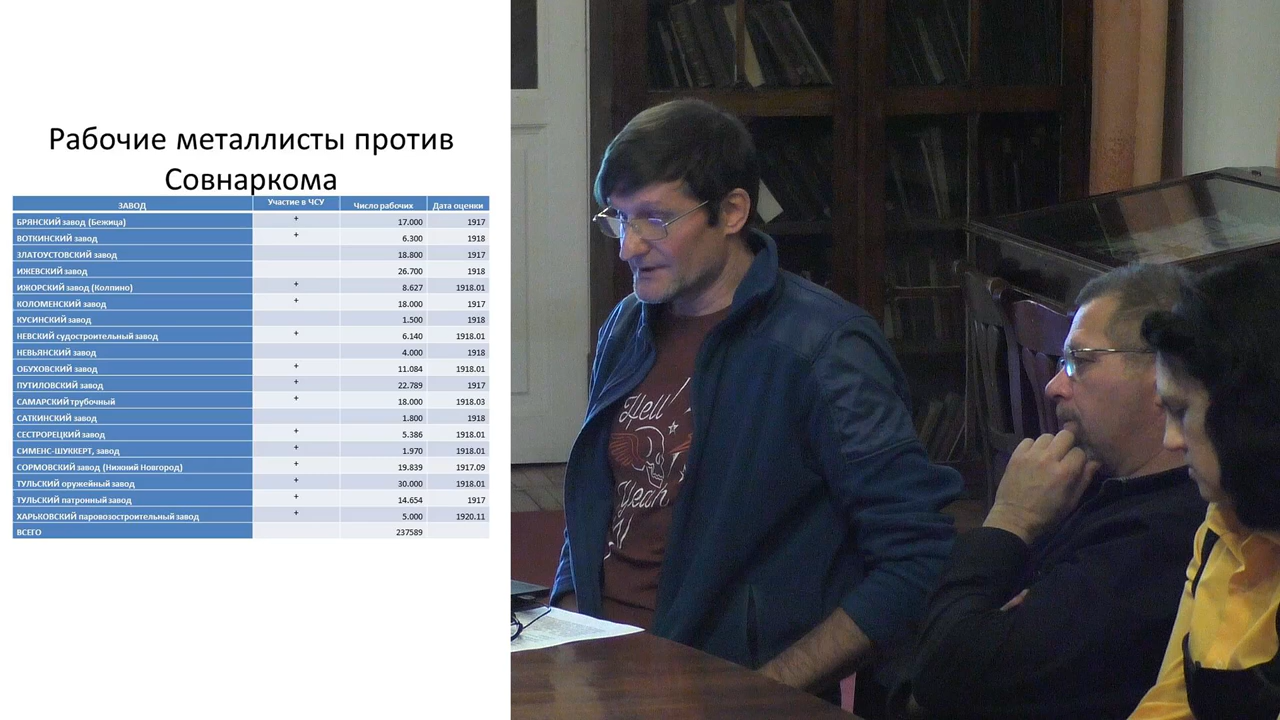 Рабочие металлисты против
Совнаркома
ЗАВОД Участие в ЧСУ Число рабочих Дата оценки
БРЯНСКИЙ завод (Бежица) + 17.000 1917
ВОТКИНСКИЙ завод + 6.300 1918
ЗЛАТОУСТОВСКИЙ завод 18.800 1917
ИЖЕВСКИЙ завод 26.700 1918
ИЖОРСКИЙ завод (Колпино) + 8.627 1918.01
КОЛОМЕНСКИЙ завод + 18.000 1917
КУСИНСКИЙ завод 1.500 1918
НЕВСКИЙ судостроительный завод + 6.140 1918.01
НЕВЬЯНСКИЙ завод 4.000 1918
ОБУХОВСКИЙ завод + 11.084 1918.01
ПУТИЛОВСКИЙ завод + 22.789 1917
САМАРСКИЙ трубочный + 18.000 1918.03
САТКИНСКИЙ завод 1.800 1918
СЕСТРОРЕЦКИЙ завод + 5.386 1918.01
СИМЕНС-ШУККЕРТ, завод + 1.970 1918.01
СОРМОВСКИЙ завод (Нижний Новгород) + 19.839 1917.09
ТУЛЬСКИЙ оружейный завод + 30.000 1918.01
ТУЛЬСКИЙ патронный завод + 14.654 1917
ХАРЬКОВСКИЙ паровозостроительный завод + 5.000 1920.11
ВСЕГО 237589
Hell
Yeah